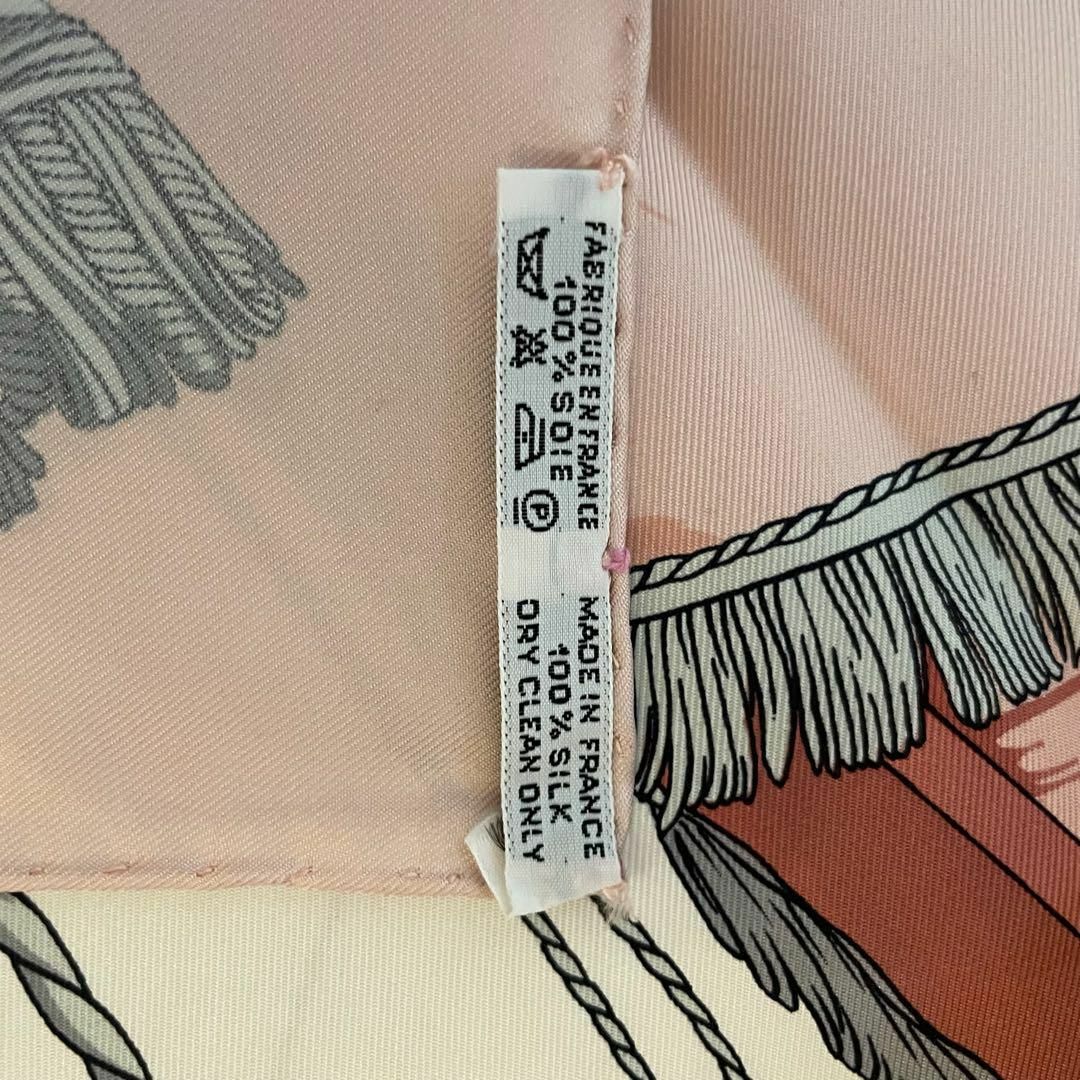 FABRIQUE EN FRANCE
100 % SOIE
P
MADE IN FRANCE
100 % SILK
DRY CLEAN ONLY